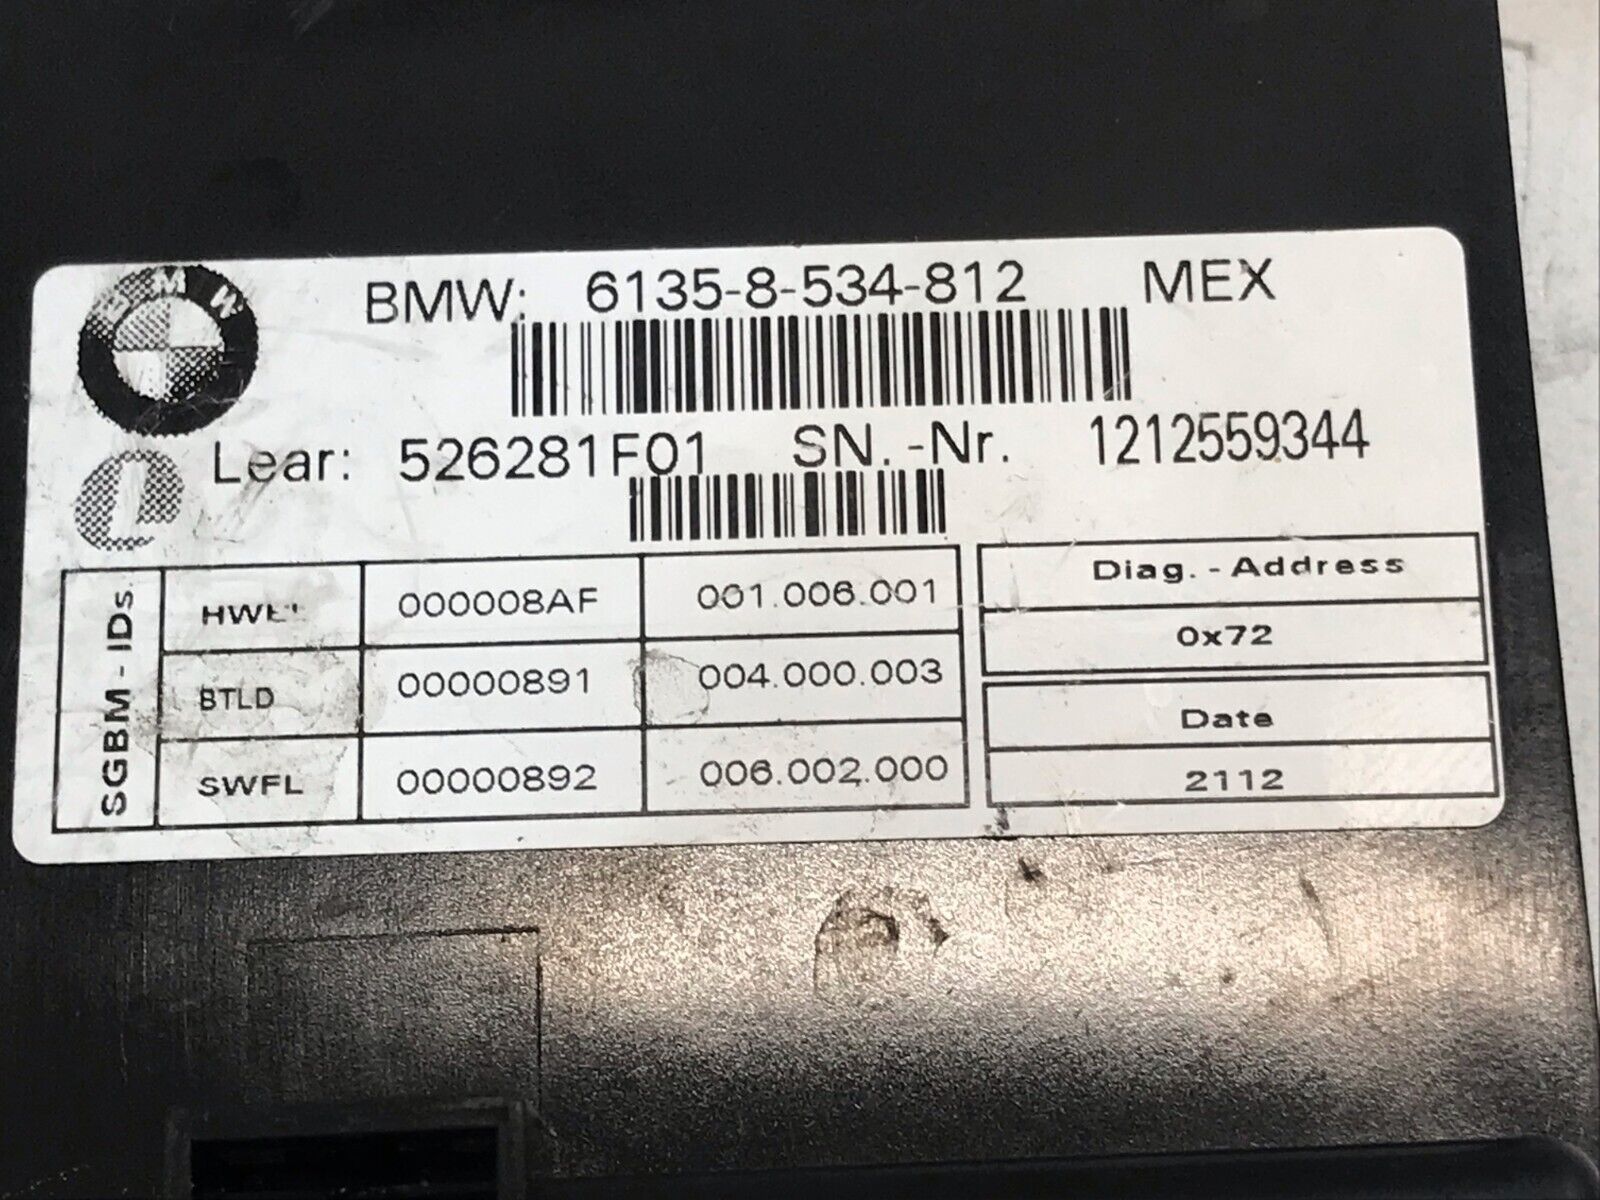 BMW
BMW: 6135-8-534-812 MEX
Lear: 526281F01 SN.-Nr. 1212559344
SGBM - IDs.
000008AF 001.006.001
BTLD 00000891 004.000.003
SWFL 00000892 006.002.000
Diag. - Address
0x72
Date
2112